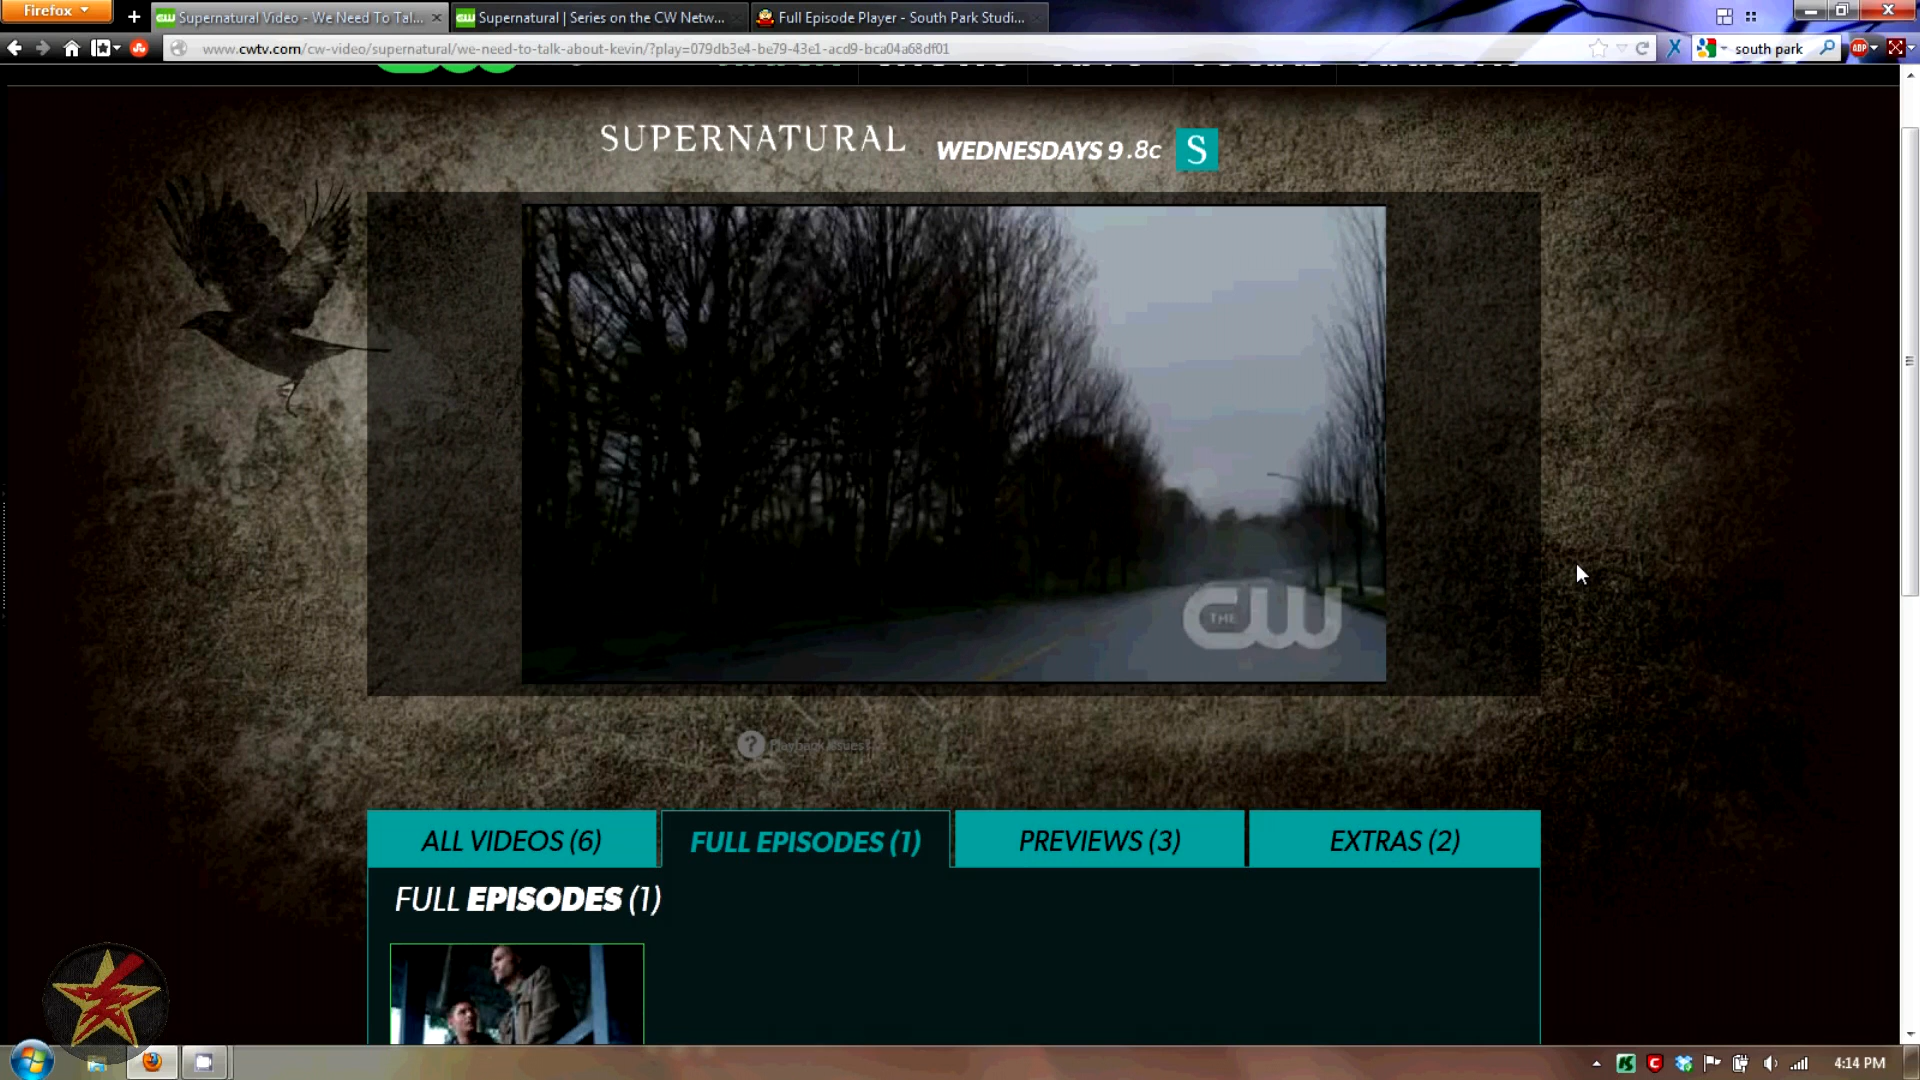 Firefox
Supernatural Video - We Need To Tal...
Supernatural | Series on the CW Netw...
Full Episode Player - South Park Studi...
www.cwtv.com/cw-video/supernatural/we-need-to-talk-about-kevin/?play=079db3e4-be79-43e1-acd9-bca04a68df01
south park
ABP
SUPERNATURAL
WEDNESDAYS 9.8c
S
THE CW
Playback Issues
ALL VIDEOS (6)
FULL EPISODES (1)
PREVIEWS (3)
EXTRAS (2)
FULL EPISODES (1)
4:14 PM